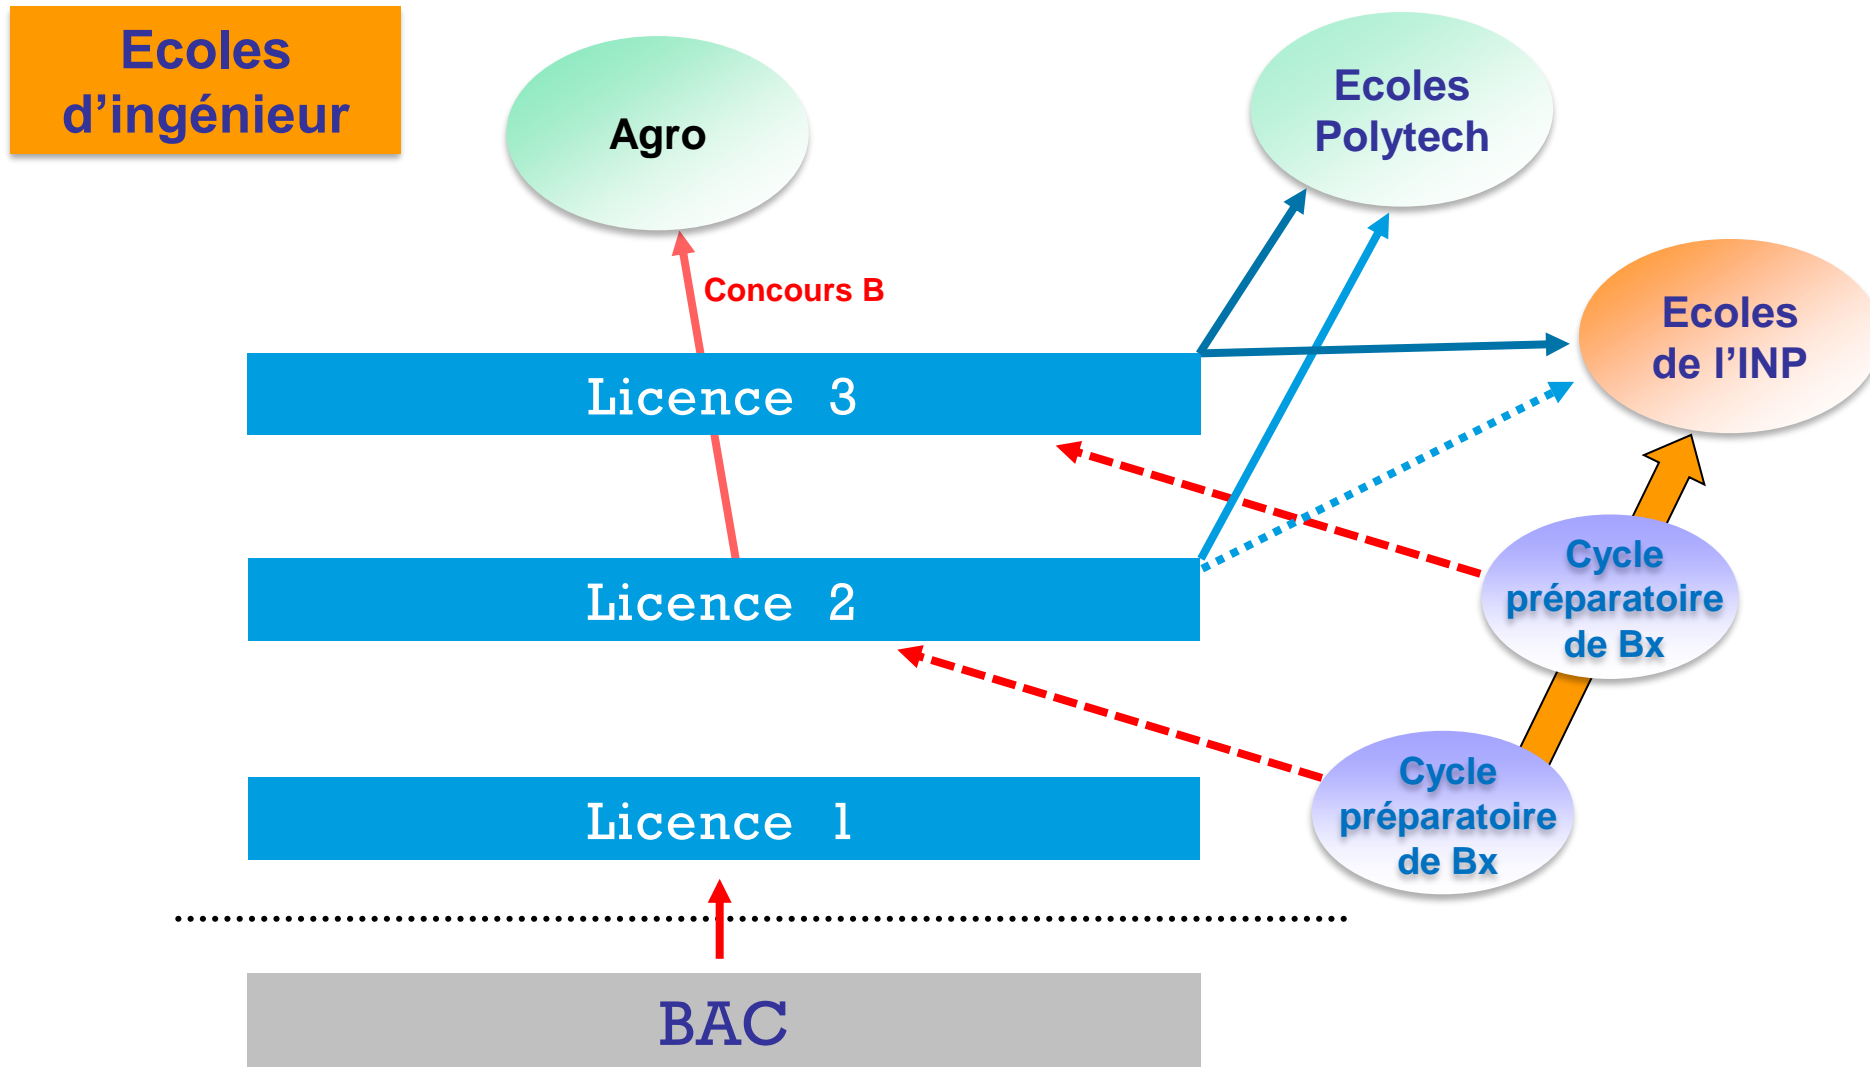 Ecoles
d’ingénieur
Agro
Ecoles
Polytech
Concours B
Ecoles
de l’INP
Licence 3
Licence 2
Cycle
préparatoire
de Bx
Licence 1
Cycle
préparatoire
de Bx
BAC